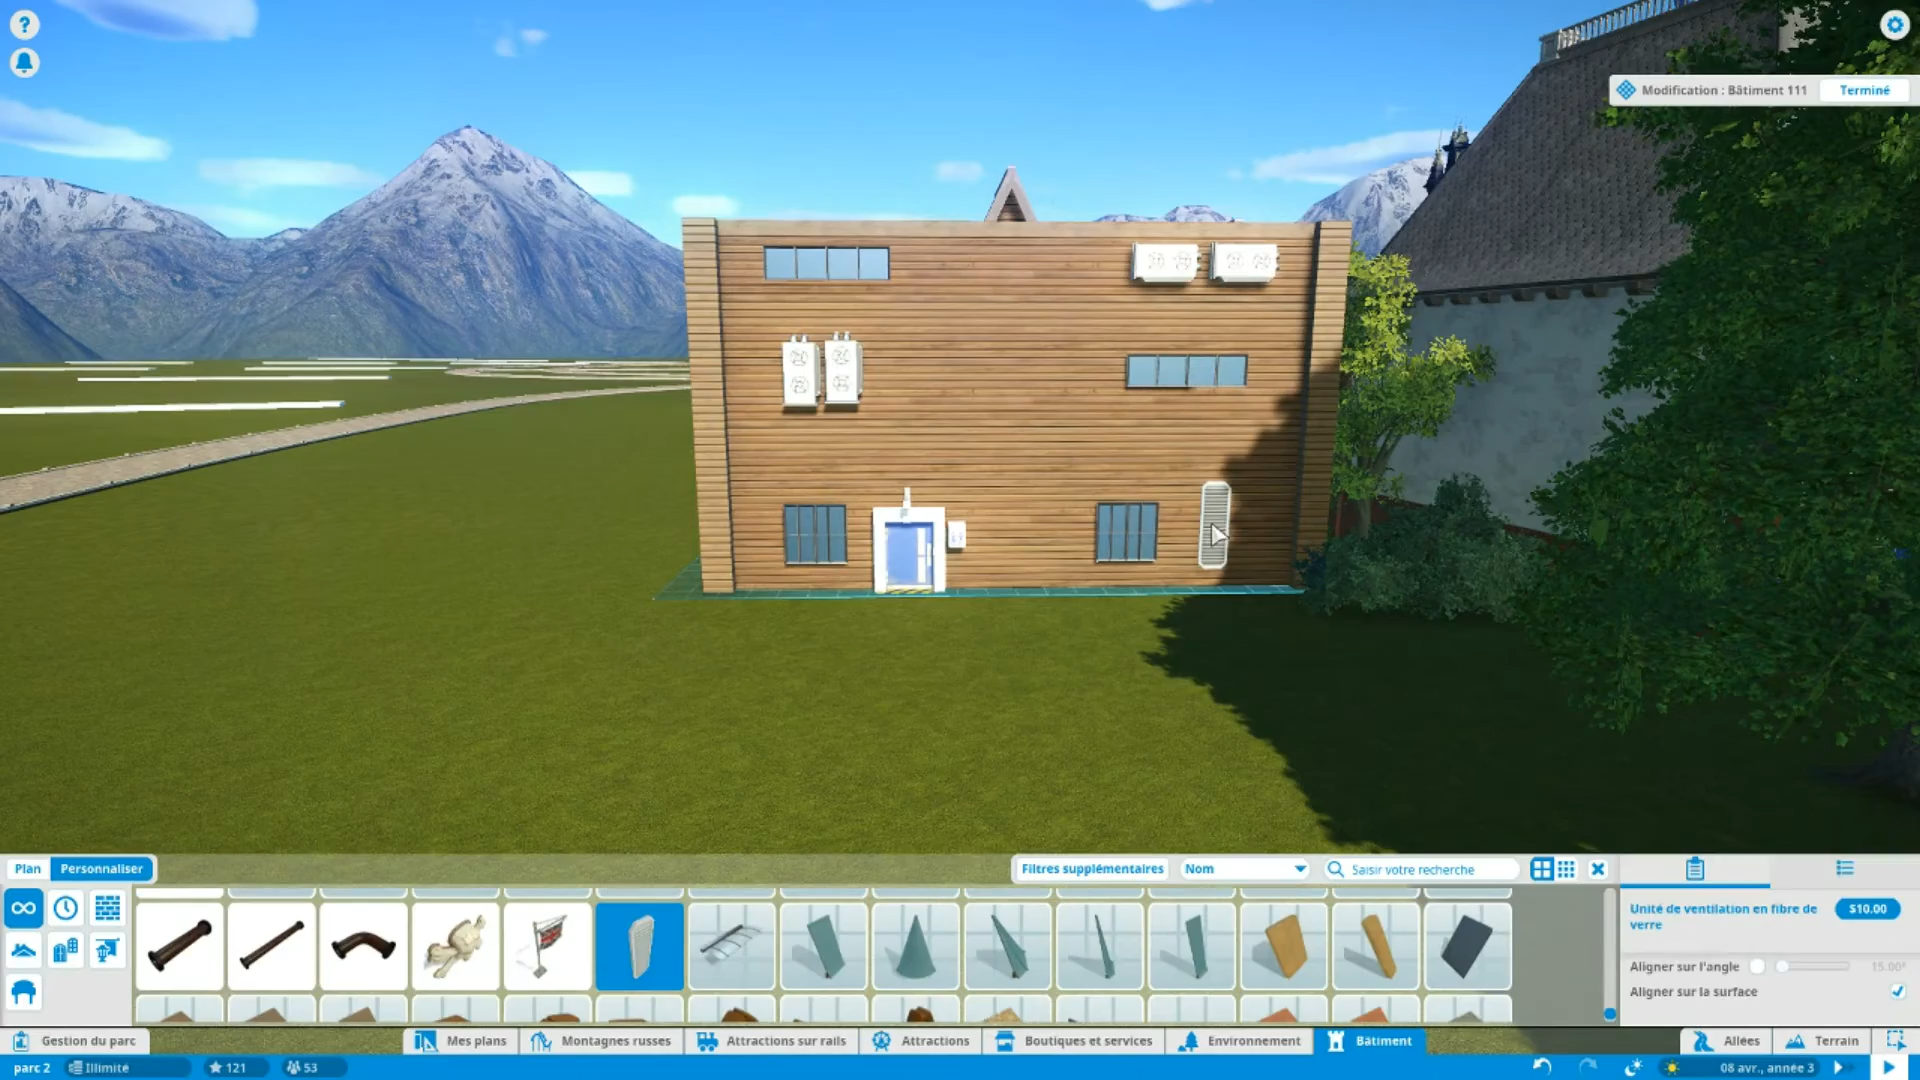 ?
Modification : Bâtiment 111
Terminé
Plan
Personnaliser
Filtres supplémentaires
Nom
Saisir votre recherche
Unité de ventilation en fibre de verre
$10.00
Aligner sur l'angle
15.00°
Aligner sur la surface
Gestion du parc
Mes plans
Montagnes russes
Attractions sur rails
Attractions
Boutiques et services
Environnement
Bâtiment
Allées
Terrain
parc 2
Illimité
121
53
08 avr., année 3